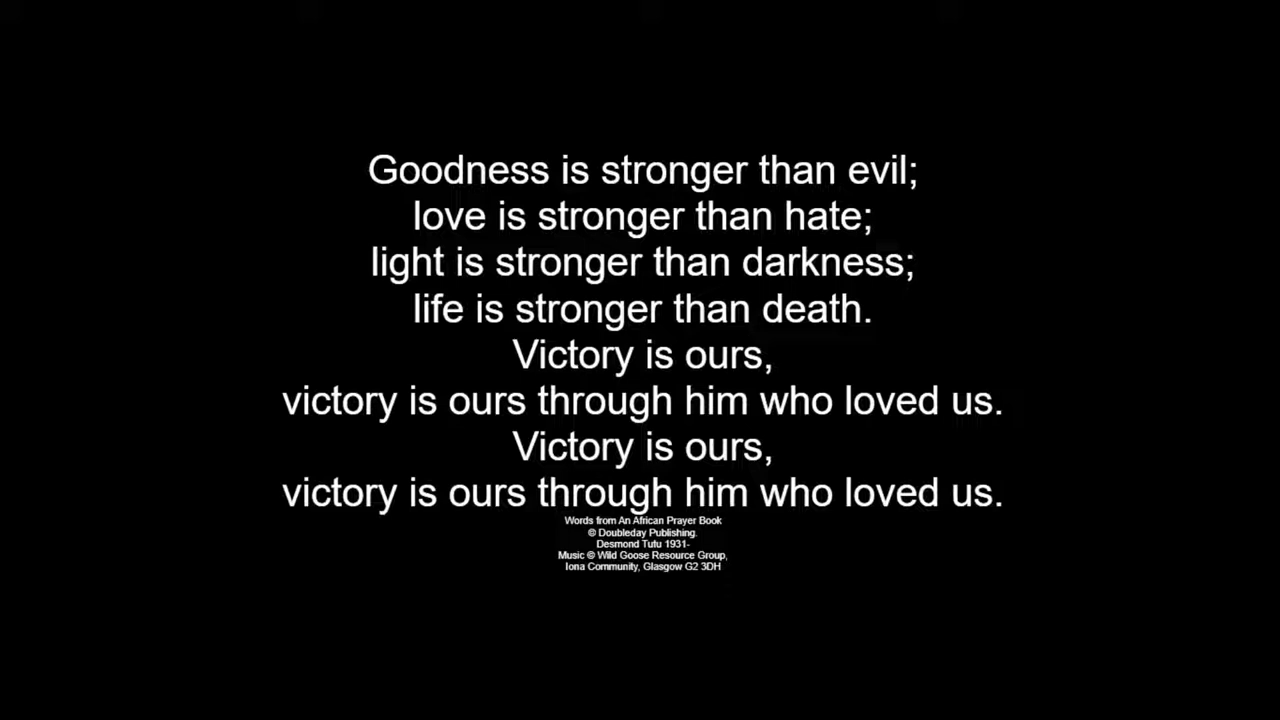 Goodness is stronger than evil;
love is stronger than hate;
light is stronger than darkness;
life is stronger than death.
Victory is ours,
victory is ours through him who loved us.
Victory is ours,
victory is ours through him who loved us.
Words from An African Prayer Book
© Doubleday Publishing.
Desmond Tutu 1931-
Music © Wild Goose Resource Group,
Iona Community, Glasgow G2 3DH